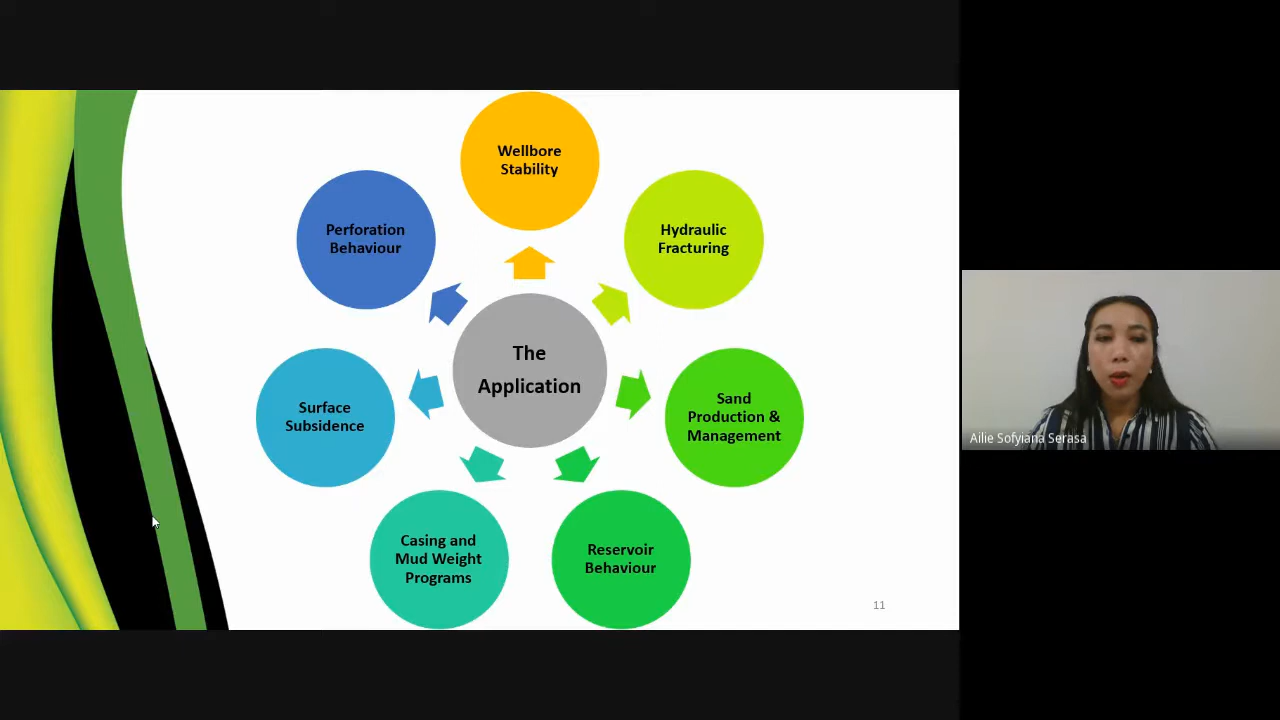 Wellbore
Stability
Perforation
Behaviour
Hydraulic
Fracturing
The
Application
Surface
Subsidence
Sand
Production &
Management
Casing and
Mud Weight
Programs
Reservoir
Behaviour
11
Ailie Sofyiana Serasa